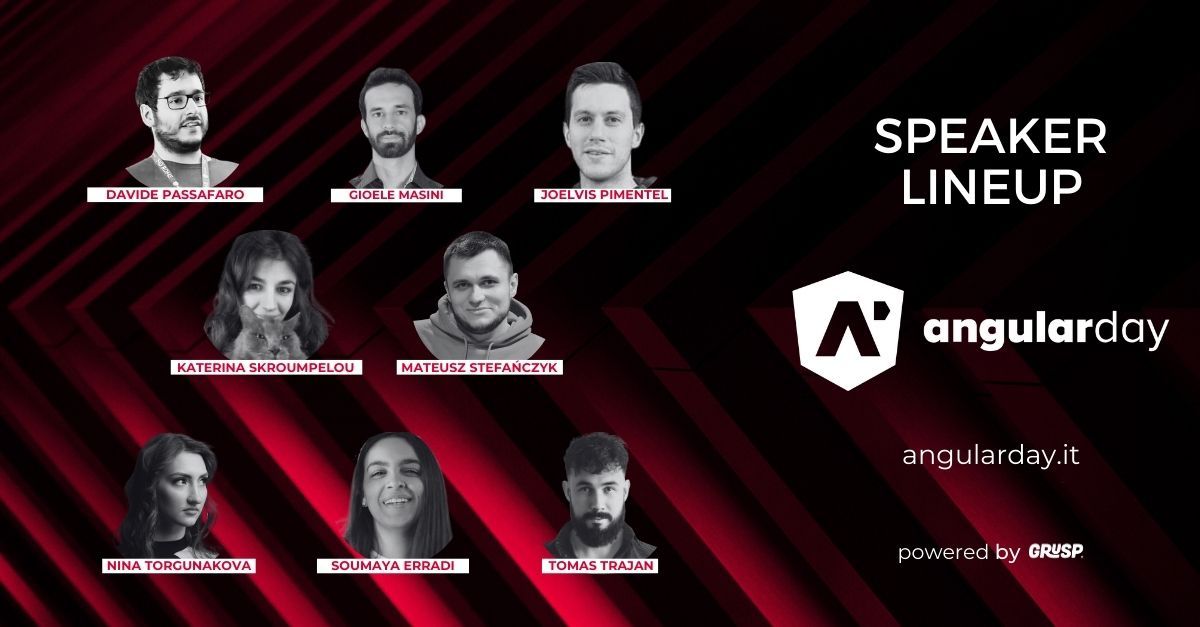 DAVIDE PASSAFARO
GIOELE MASINI
JOELVIS PIMENTEL
KATERINA SKROUMPELOU
MATEUSZ STEFAŃCZYK
NINA TORGUNAKOVA
SOUMAYA ERRADI
TOMAS TRAJAN
SPEAKER
LINEUP
angularday
angularday.it
powered by GRUSP.